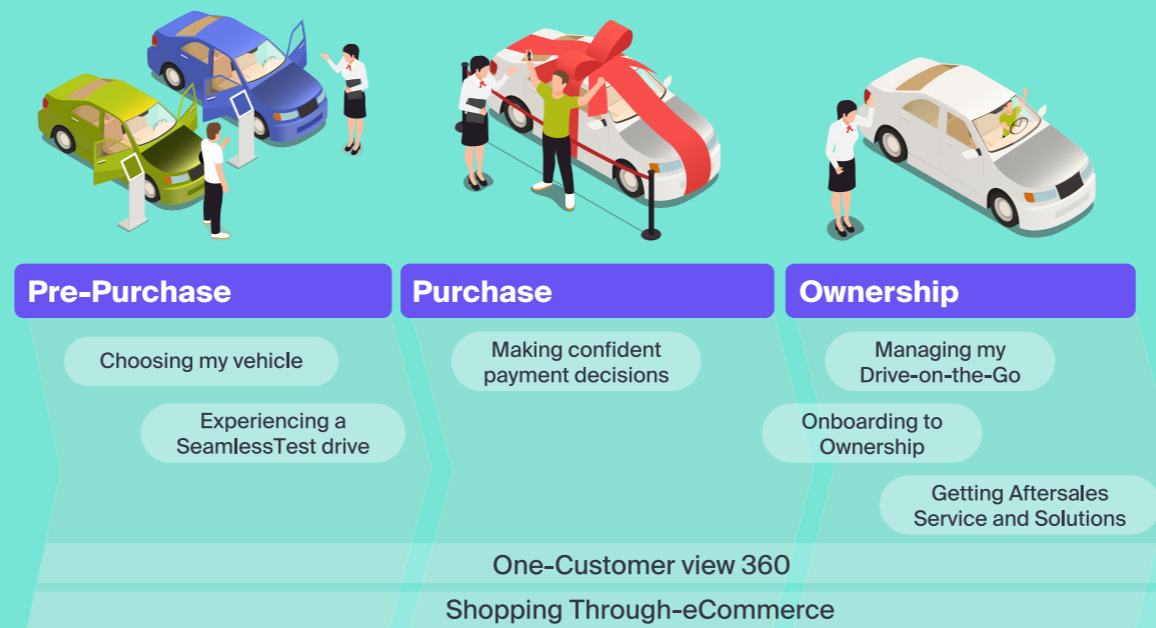 Pre-Purchase
Purchase
Ownership
Choosing my vehicle
Experiencing a
SeamlessTest drive
Making confident
payment decisions
Managing my
Drive-on-the-Go
Onboarding to
Ownership
Getting Aftersales
Service and Solutions
One-Customer view 360
Shopping Through-eCommerce